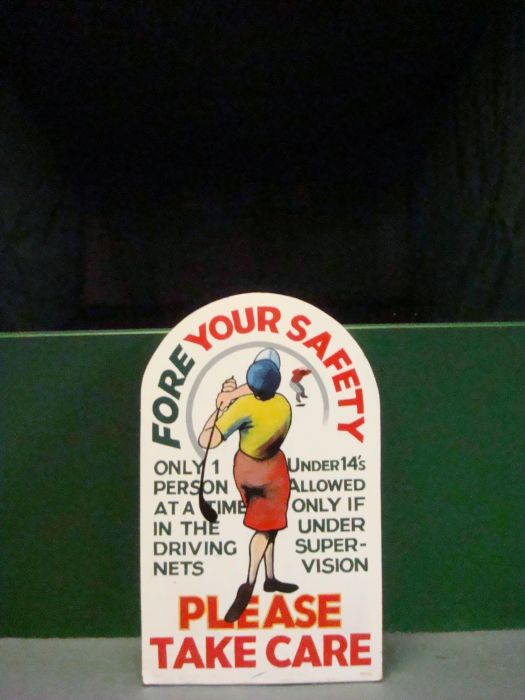 FORE YOUR SAFETY
ONLY 1
PERSON
AT A TIME
IN THE
DRIVING
NETS
UNDER 14's
ALLOWED
ONLY IF
UNDER
SUPER-
VISION
PLEASE
TAKE CARE